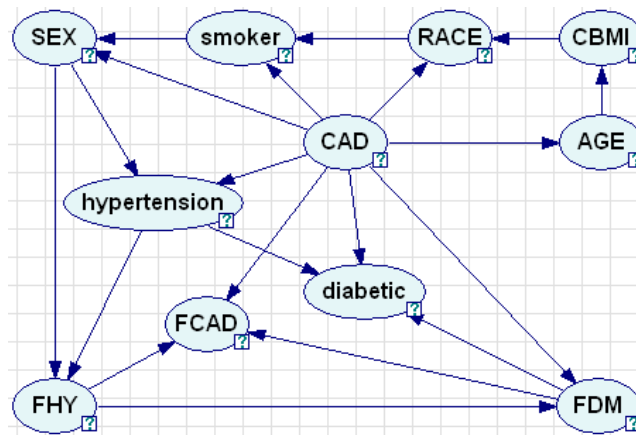 SEX smoker RACE CBMI
? ? ? ?
CAD AGE
? ?
hypertension
?
diabetic
?
FCAD
?
FHY FDM
? ?